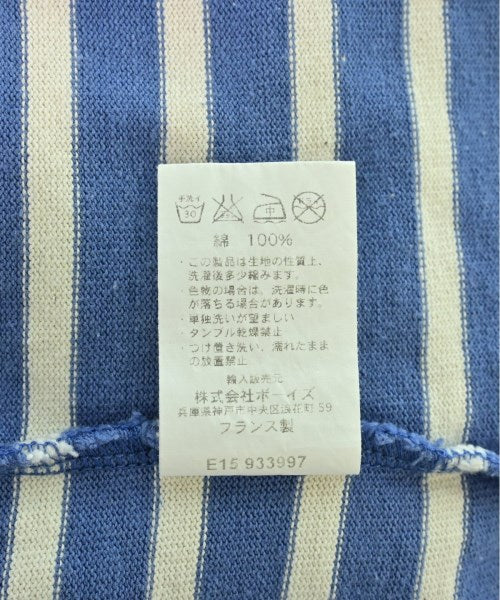 手洗イ
30
中
綿 100%
・この製品は生地の性質上、
洗濯後多少縮みます。
・色物の場合は、洗濯時に色
が落ちる場合があります。
・単独洗いが望ましい
・タンブル乾燥禁止
・つけ置き洗い、濡れたまま
の放置禁止
輸入販売元
株式会社ボーイズ
兵庫県神戸市中央区浪花町59
フランス製
E15 933997